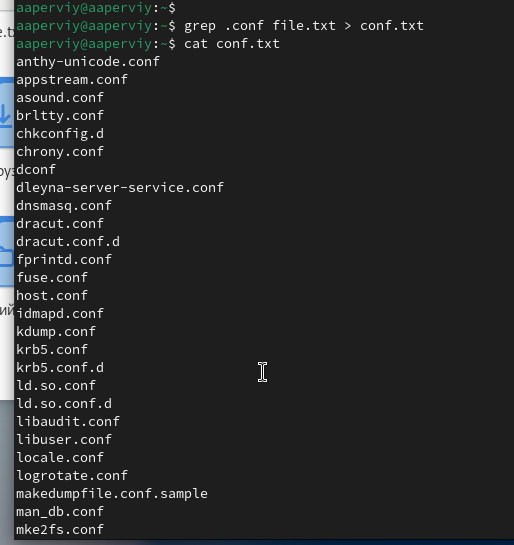 aaperviy@aaperviy:~$
aaperviy@aaperviy:~$ grep .conf file.txt > conf.txt
aaperviy@aaperviy:~$ cat conf.txt
anthy-unicode.conf
appstream.conf
asound.conf
brltty.conf
chkconfig.d
chrony.conf
dconf
dleyna-server-service.conf
dnsmasq.conf
dracut.conf
dracut.conf.d
fprintd.conf
fuse.conf
host.conf
idmapd.conf
kdump.conf
krb5.conf
krb5.conf.d
ld.so.conf
ld.so.conf.d
libaudit.conf
libuser.conf
locale.conf
logrotate.conf
makedumpfile.conf.sample
man_db.conf
mke2fs.conf